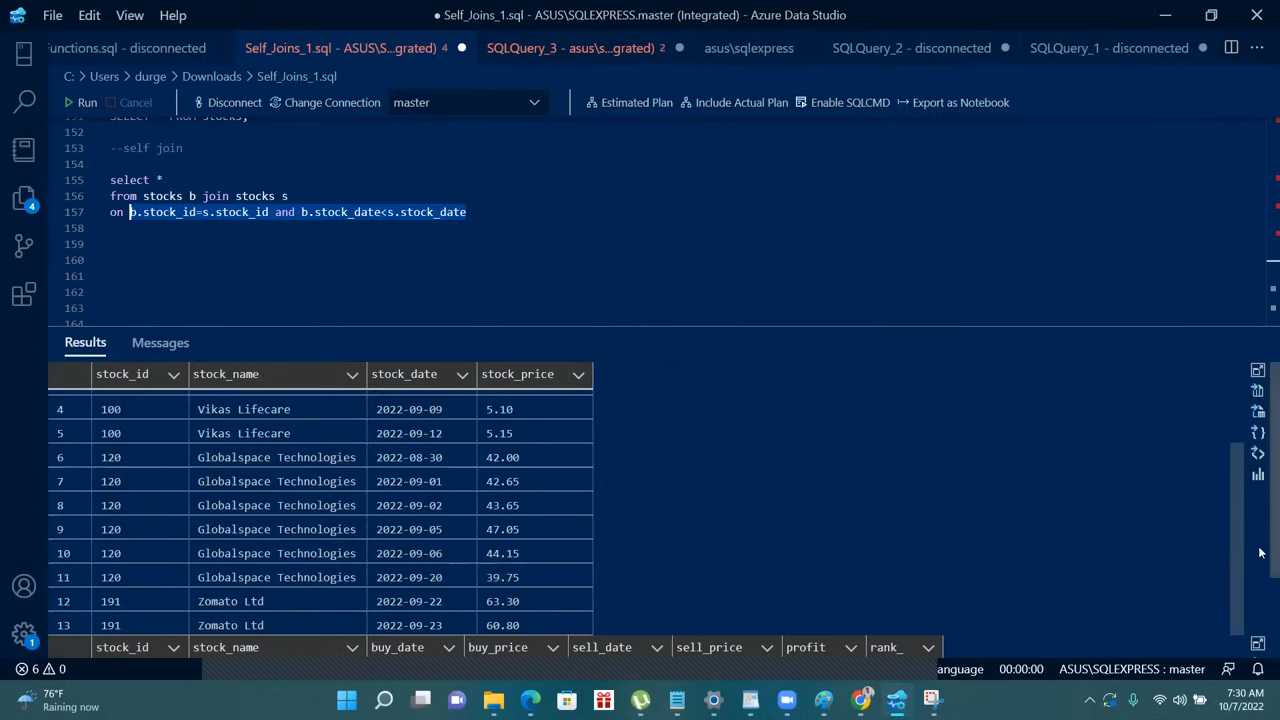 File Edit View Help ● Self_Joins_1.sql - ASUS\SQLEXPRESS.master (Integrated) - Azure Data Studio
unctions.sql - disconnected Self_Joins_1.sql - ASUS\S...grated) 4 SQLQuery_3 - asus\s...grated) 2 asus\sqlexpress SQLQuery_2 - disconnected SQLQuery_1 - disconnected
C: > Users > durge > Downloads > Self_Joins_1.sql
Run Cancel Disconnect Change Connection master Estimated Plan Include Actual Plan Enable SQLCMD Export as Notebook
151 SELECT * FROM stocks;
152
153 --self join
154
155 select *
156 from stocks b join stocks s
157 on b.stock_id=s.stock_id and b.stock_date<s.stock_date
158
159
160
161
162
163
164
4
Results Messages
stock_id stock_name stock_date stock_price
4 100 Vikas Lifecare 2022-09-09 5.10
5 100 Vikas Lifecare 2022-09-12 5.15
6 120 Globalspace Technologies 2022-08-30 42.00
7 120 Globalspace Technologies 2022-09-01 42.65
8 120 Globalspace Technologies 2022-09-02 43.65
9 120 Globalspace Technologies 2022-09-05 47.05
10 120 Globalspace Technologies 2022-09-06 44.15
11 120 Globalspace Technologies 2022-09-20 39.75
12 191 Zomato Ltd 2022-09-22 63.30
13 191 Zomato Ltd 2022-09-23 60.80
stock_id stock_name buy_date buy_price sell_date sell_price profit rank_
1
6 0 anguage 00:00:00 ASUS\SQLEXPRESS : master
76°F
Raining now
7:30 AM
10/7/2022